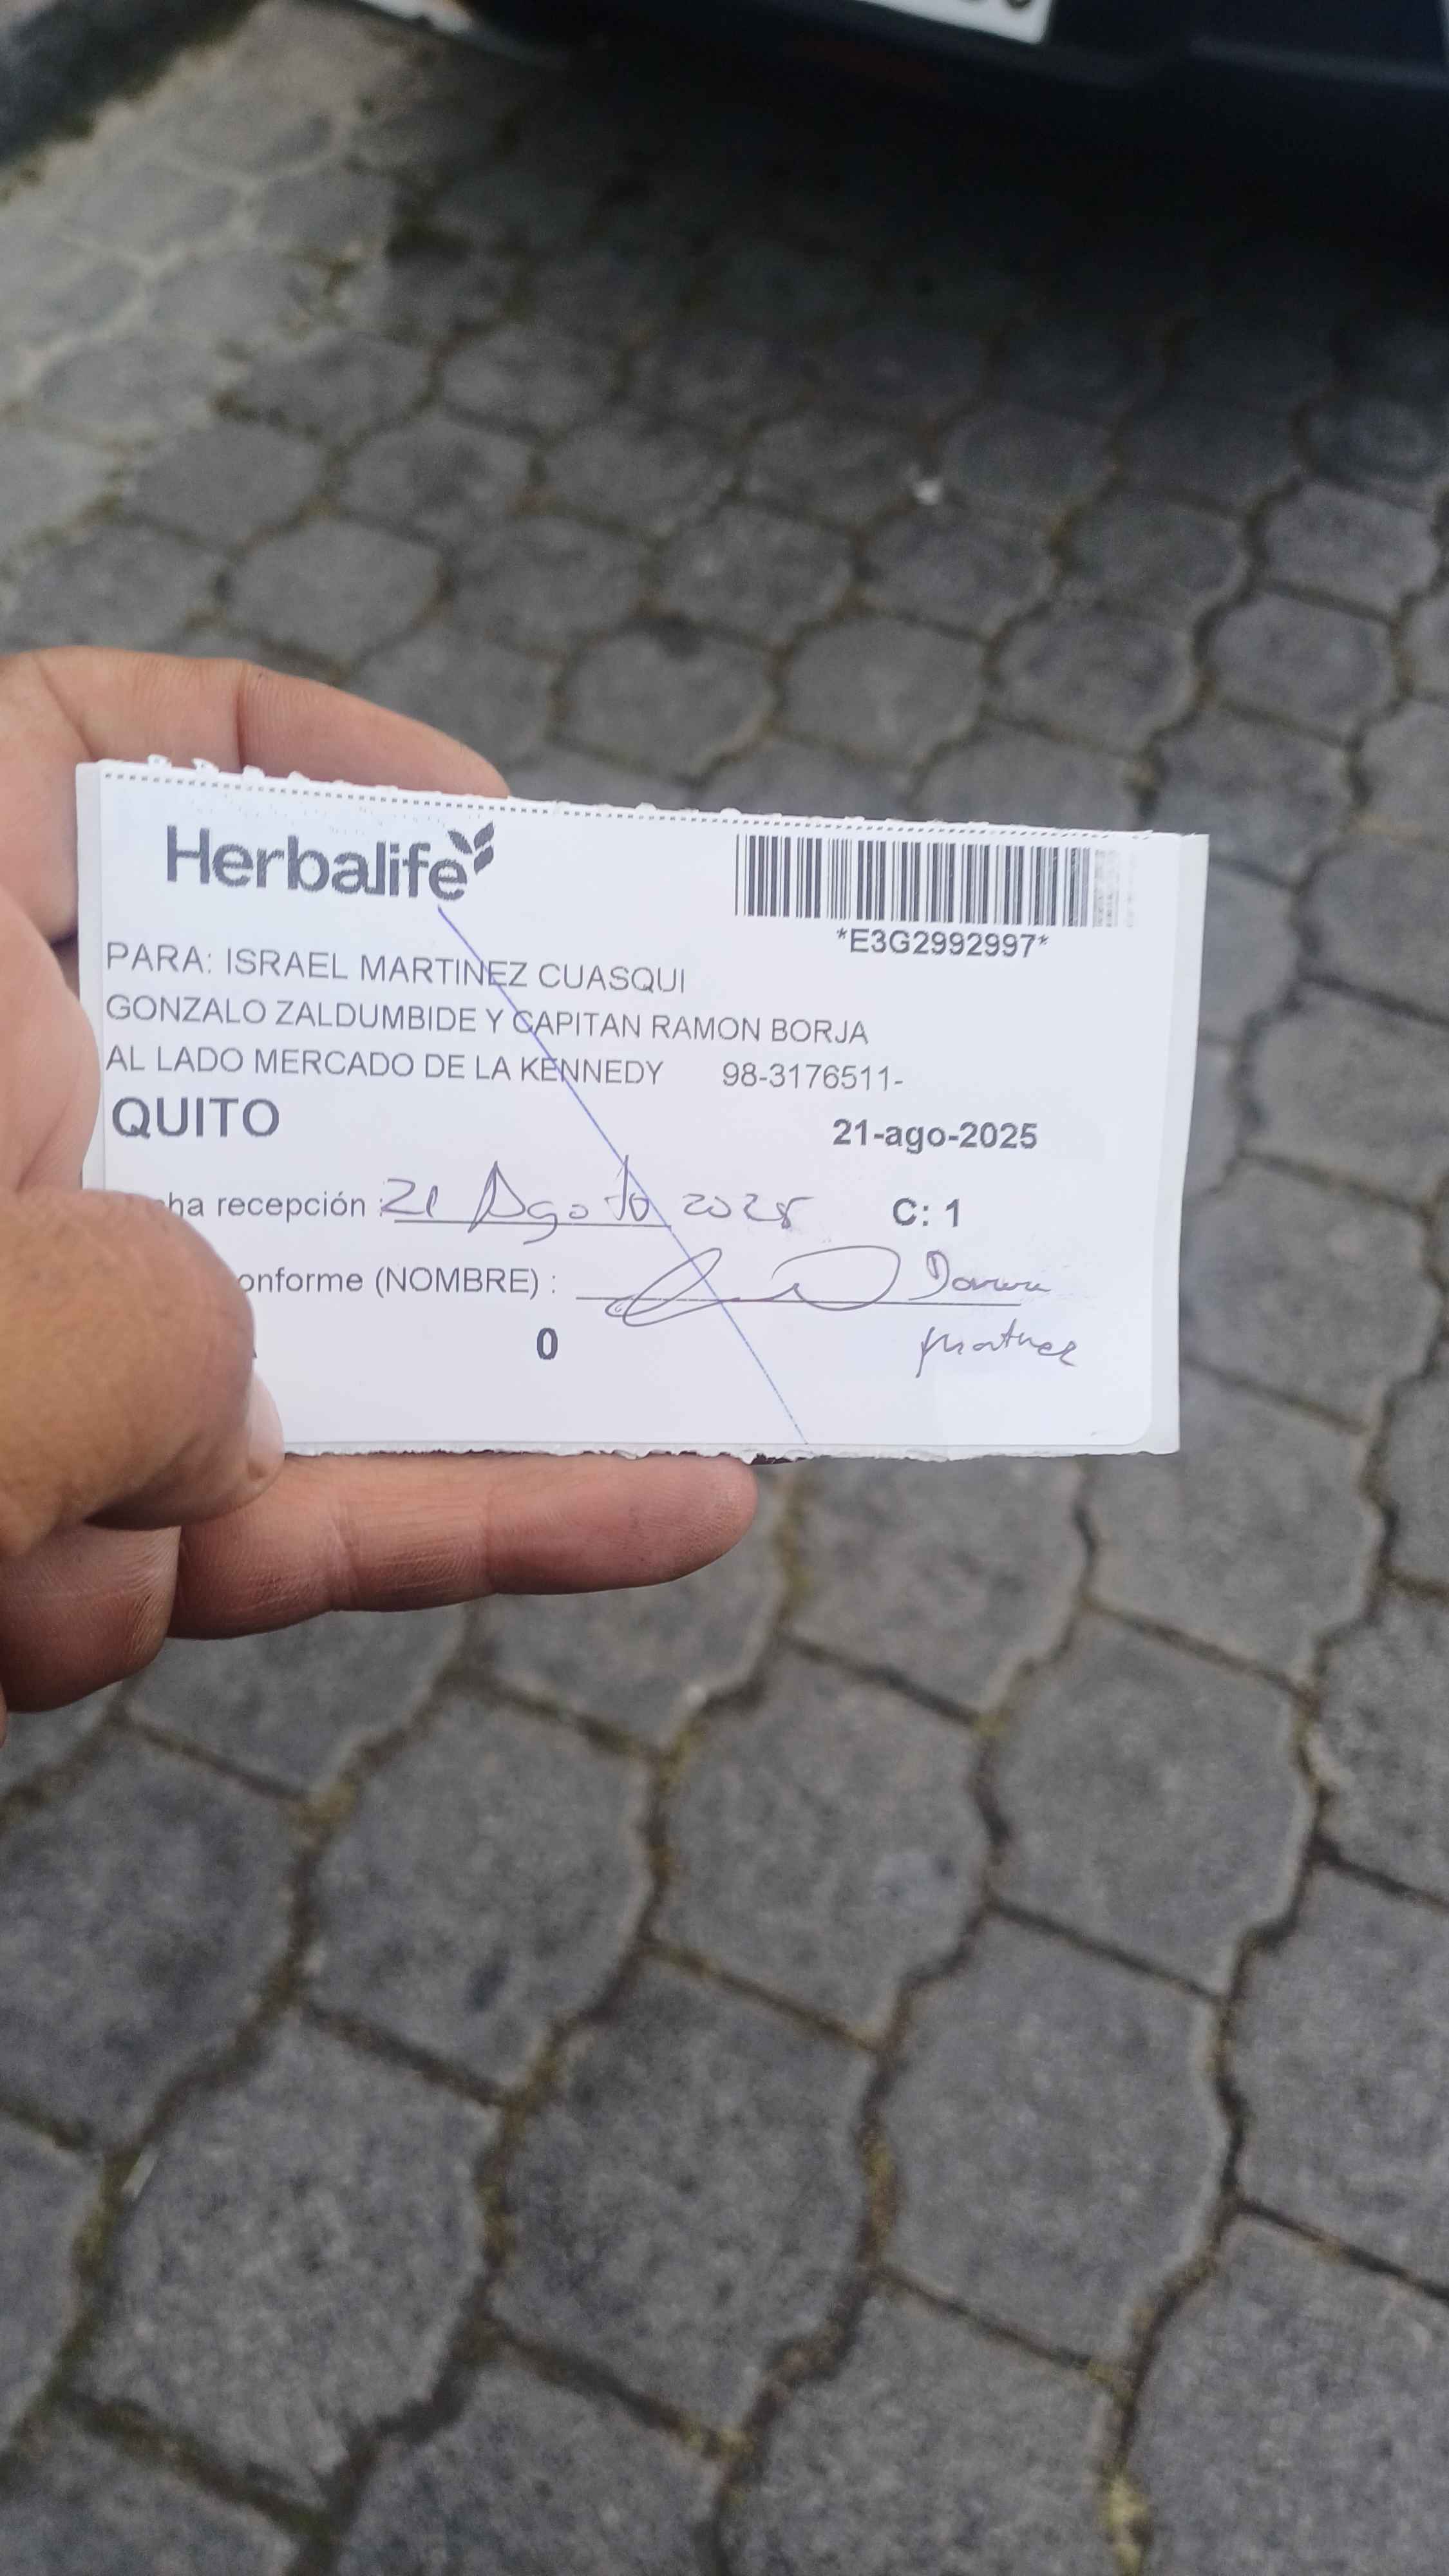 Herbalife
*E3G2992997*
PARA: ISRAEL MARTINEZ CUASQUI
GONZALO ZALDUMBIDE Y CAPITAN RAMON BORJA
AL LADO MERCADO DE LA KENNEDY 98-3176511-
QUITO
21-ago-2025
ha recepción : 21 Agosto 2025
C: 1
onforme (NOMBRE) :
0